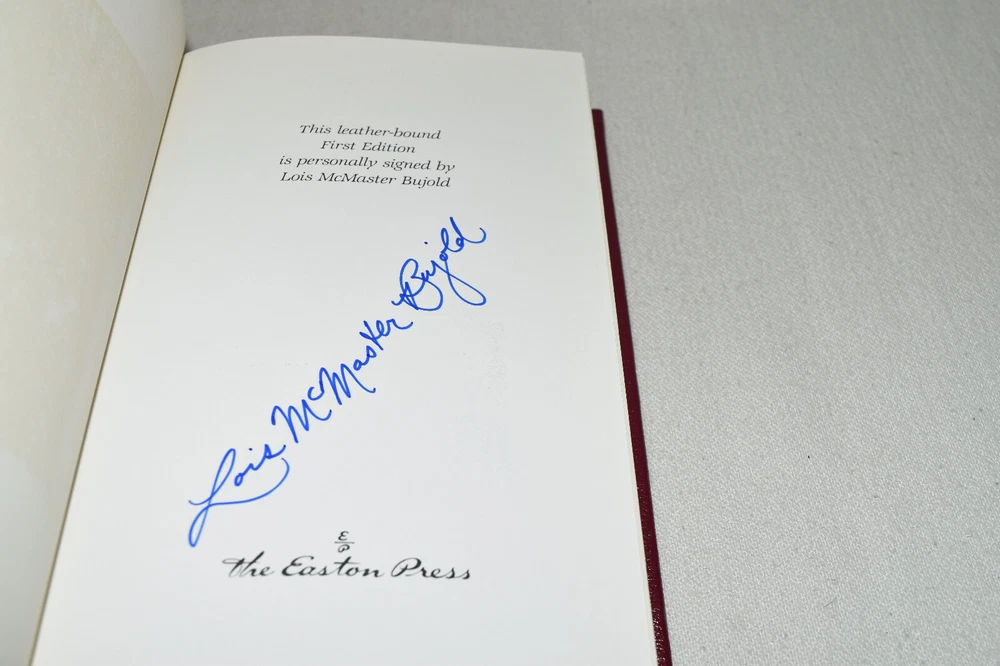 This leather-bound
First Edition
is personally signed by
Lois McMaster Bujold
Lois McMaster Bujold
E
P
the Easton Press